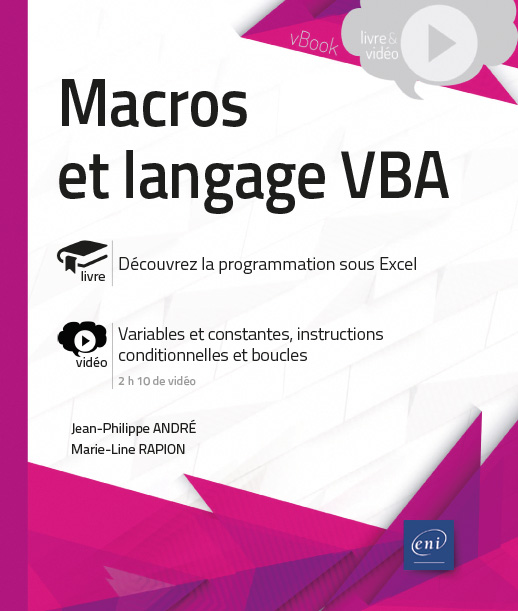 vBook
livre&
vidéo
Macros
et langage VBA
livre
Découvrez la programmation sous Excel
vidéo
Variables et constantes, instructions
conditionnelles et boucles
2 h 10 de vidéo
Jean-Philippe ANDRÉ
Marie-Line RAPION
eni